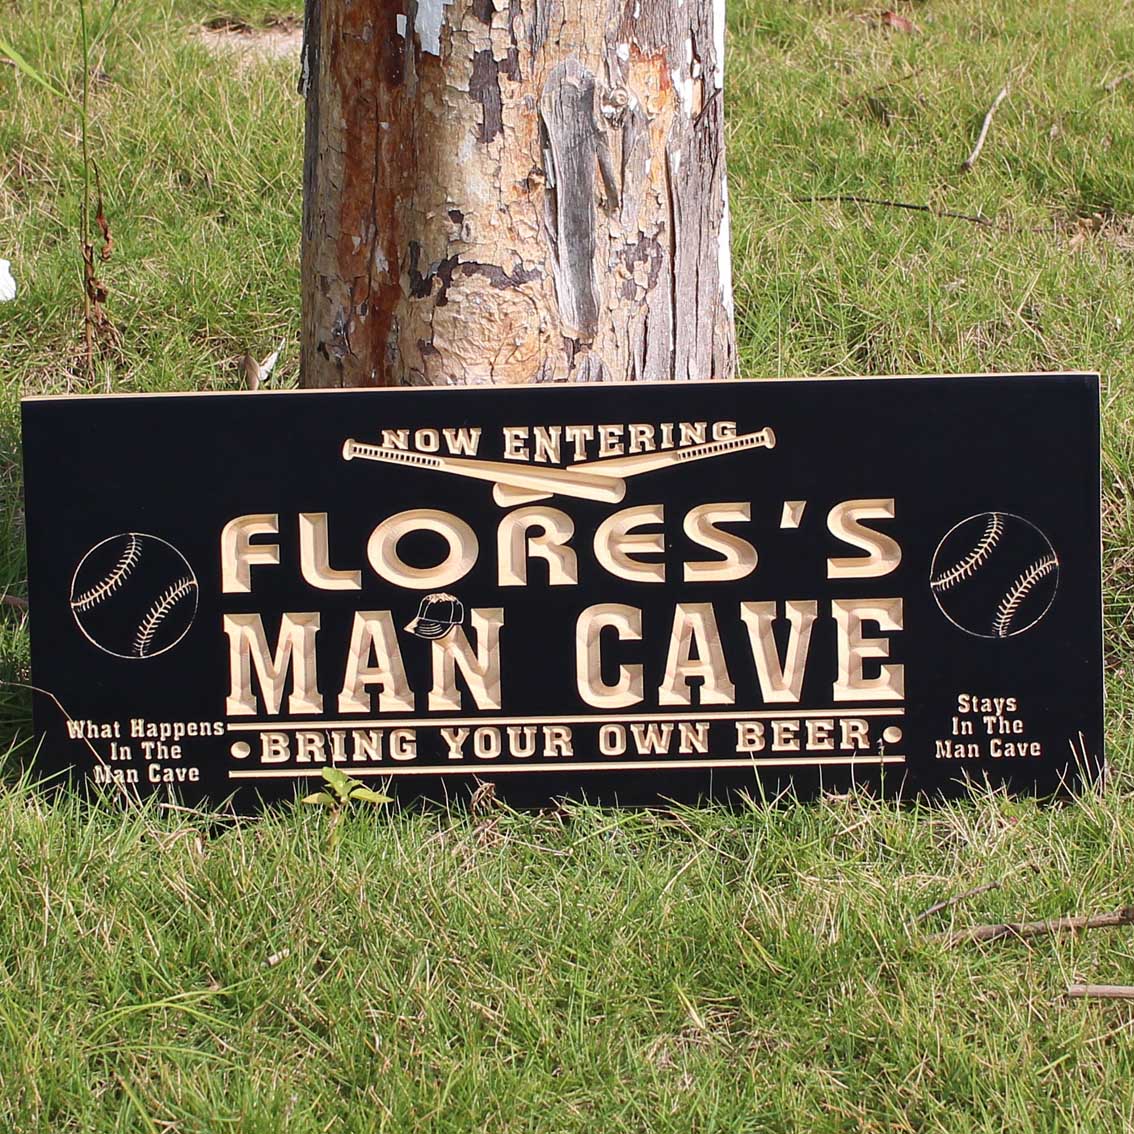 NOW ENTERING
FLORES'S
MAN CAVE
BRING YOUR OWN BEER
What Happens
In The
Man Cave
Stays
In The
Man Cave